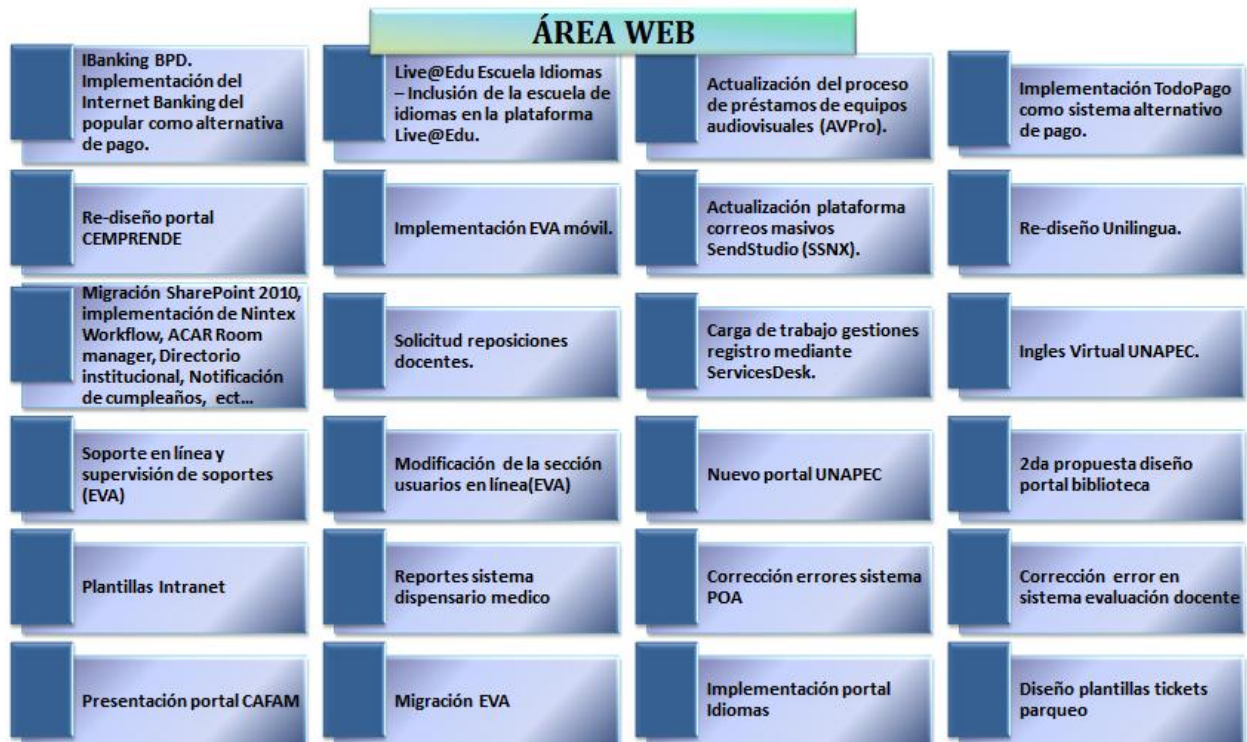 ÁREA WEB
IBanking BPD.
Implementación del
Internet Banking del
popular como alternativa
de pago.
Live@Edu Escuela Idiomas
– Inclusión de la escuela de
idiomas en la plataforma
Live@Edu.
Actualización del proceso
de préstamos de equipos
audiovisuales (AVPro).
Implementación TodoPago
como sistema alternativo
de pago.
Re-diseño portal
CEMPRENDE
Implementación EVA móvil.
Actualización plataforma
correos masivos
SendStudio (SSNX).
Re-diseño Unilingua.
Migración SharePoint 2010,
implementación de Nintex
Workflow, ACAR Room
manager, Directorio
institucional, Notificación
de cumpleaños, ect...
Solicitud reposiciones
docentes.
Carga de trabajo gestiones
registro mediante
ServicesDesk.
Ingles Virtual UNAPEC.
Soporte en línea y
supervisión de soportes
(EVA)
Modificación de la sección
usuarios en línea(EVA)
Nuevo portal UNAPEC
2da propuesta diseño
portal biblioteca
Plantillas Intranet
Reportes sistema
dispensario medico
Corrección errores sistema
POA
Corrección error en
sistema evaluación docente
Presentación portal CAFAM
Migración EVA
Implementación portal
Idiomas
Diseño plantillas tickets
parqueo